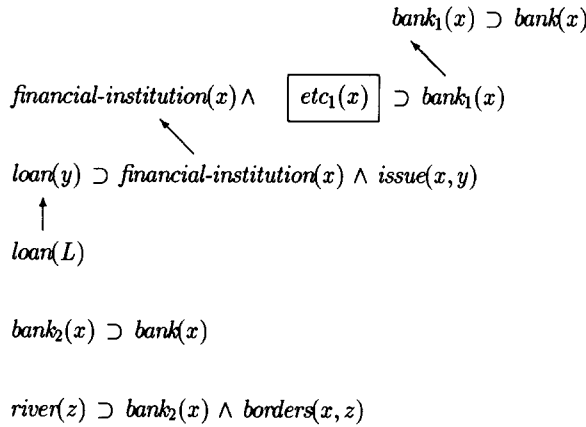 bank₁(x) ⊃ bank(x)
financial-institution(x) ∧ etc₁(x) ⊃ bank₁(x)
loan(y) ⊃ financial-institution(x) ∧ issue(x, y)
loan(L)
bank₂(x) ⊃ bank(x)
river(z) ⊃ bank₂(x) ∧ borders(x, z)